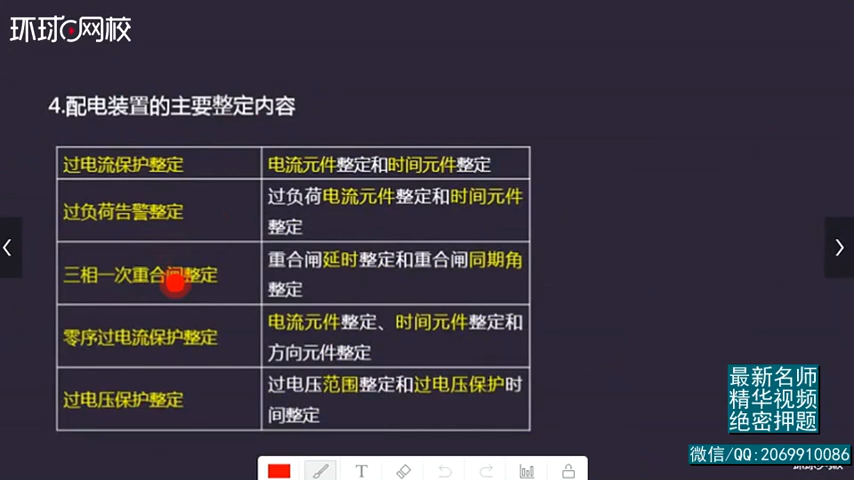 环球网校
4.配电装置的主要整定内容
过电流保护整定
电流元件整定和时间元件整定
过负荷告警整定
过负荷电流元件整定和时间元件
整定
三相一次重合闸整定
重合闸延时整定和重合闸同期角
整定
零序过电流保护整定
电流元件整定、时间元件整定和
方向元件整定
过电压保护整定
过电压范围整定和过电压保护时
间整定
最新名师
精华视频
绝密押题
微信/QQ:2069910086
T